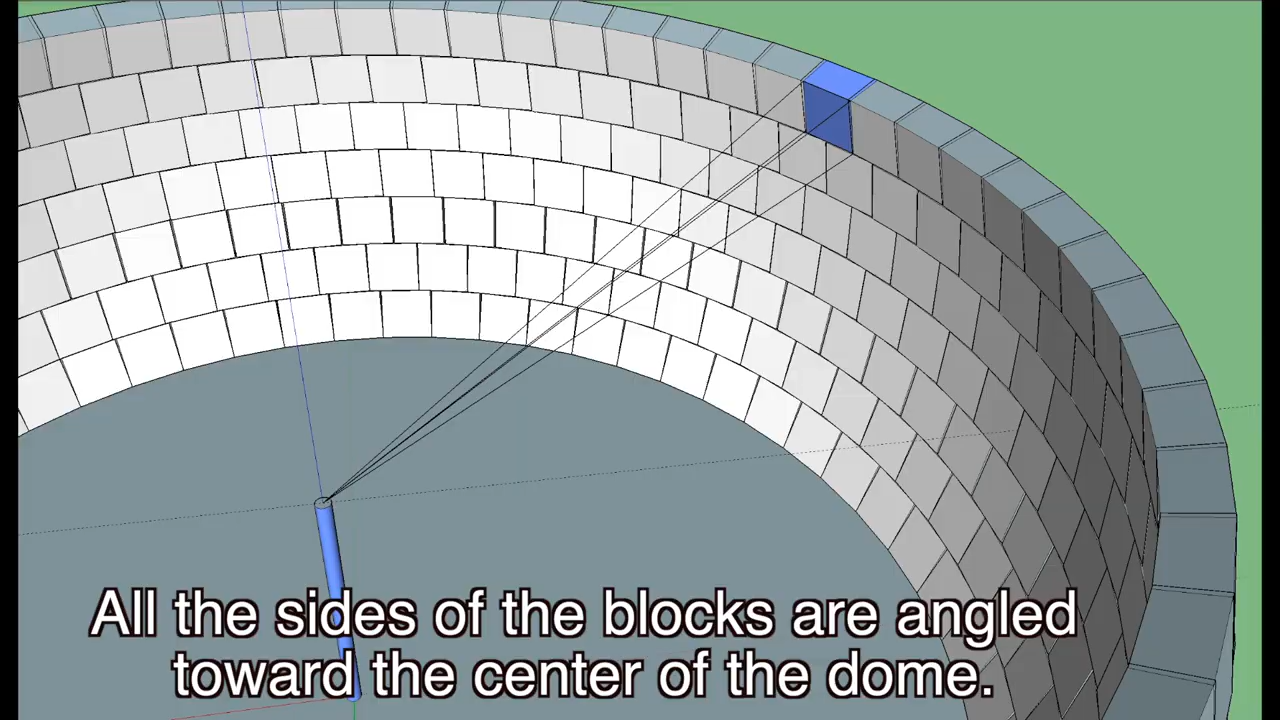 All the sides of the blocks are angled
toward the center of the dome.